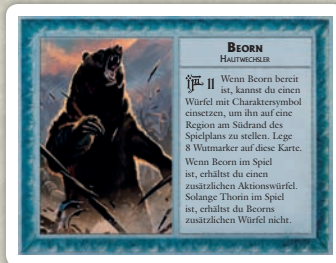 BEORN
HAUTWECHSLER
II Wenn Beorn bereit
ist, kannst du einen
Würfel mit Charaktersymbol
einsetzen, um ihn auf eine
Region am Südrand des
Spielplans zu stellen. Lege
8 Wutmarker auf diese Karte.
Wenn Beorn im Spiel
ist, erhältst du einen
zusätzlichen Aktionswürfel.
Solange Thorin im Spiel
ist, erhältst du Beorns
zusätzlichen Würfel nicht.